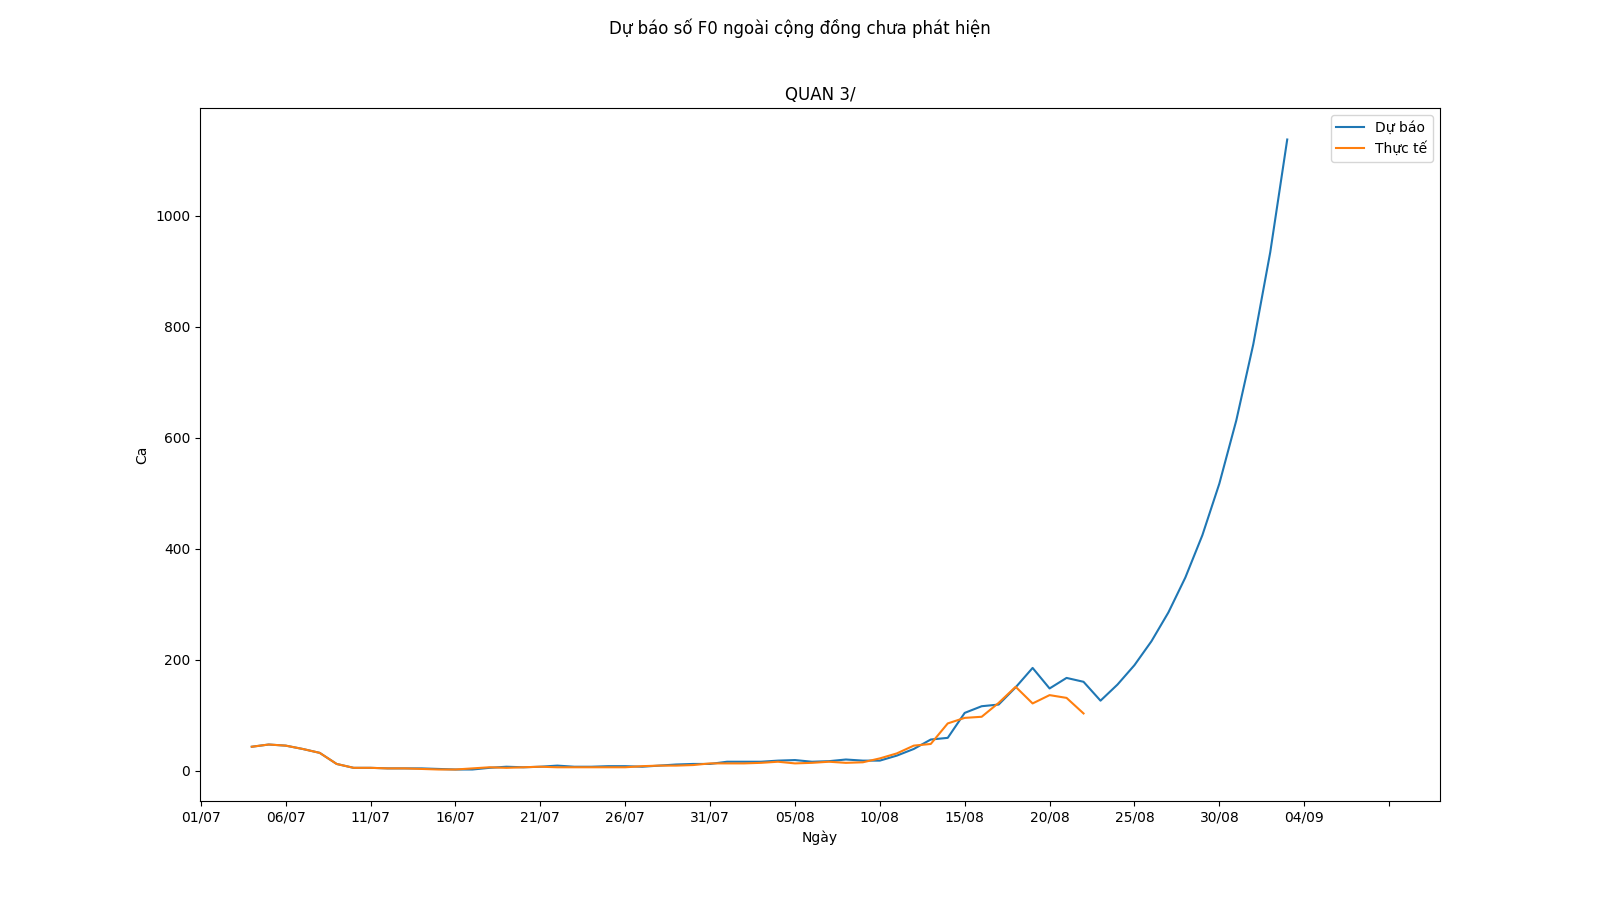 Dự báo số F0 ngoài cộng đồng chưa phát hiện
QUAN 3/
Dự báo
Thực tế
1000
800
600
400
200
0
Ca
01/07 06/07 11/07 16/07 21/07 26/07 31/07 05/08 10/08 15/08 20/08 25/08 30/08 04/09
Ngày